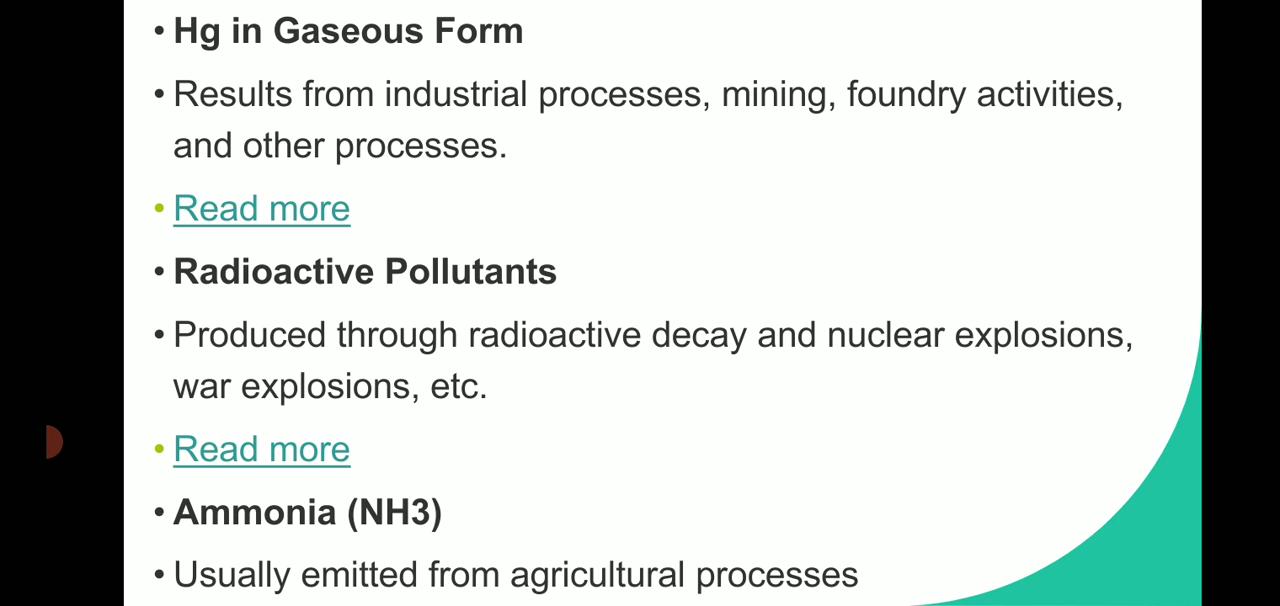 • Hg in Gaseous Form
• Results from industrial processes, mining, foundry activities,
and other processes.
• Read more
• Radioactive Pollutants
• Produced through radioactive decay and nuclear explosions,
war explosions, etc.
• Read more
• Ammonia (NH3)
• Usually emitted from agricultural processes